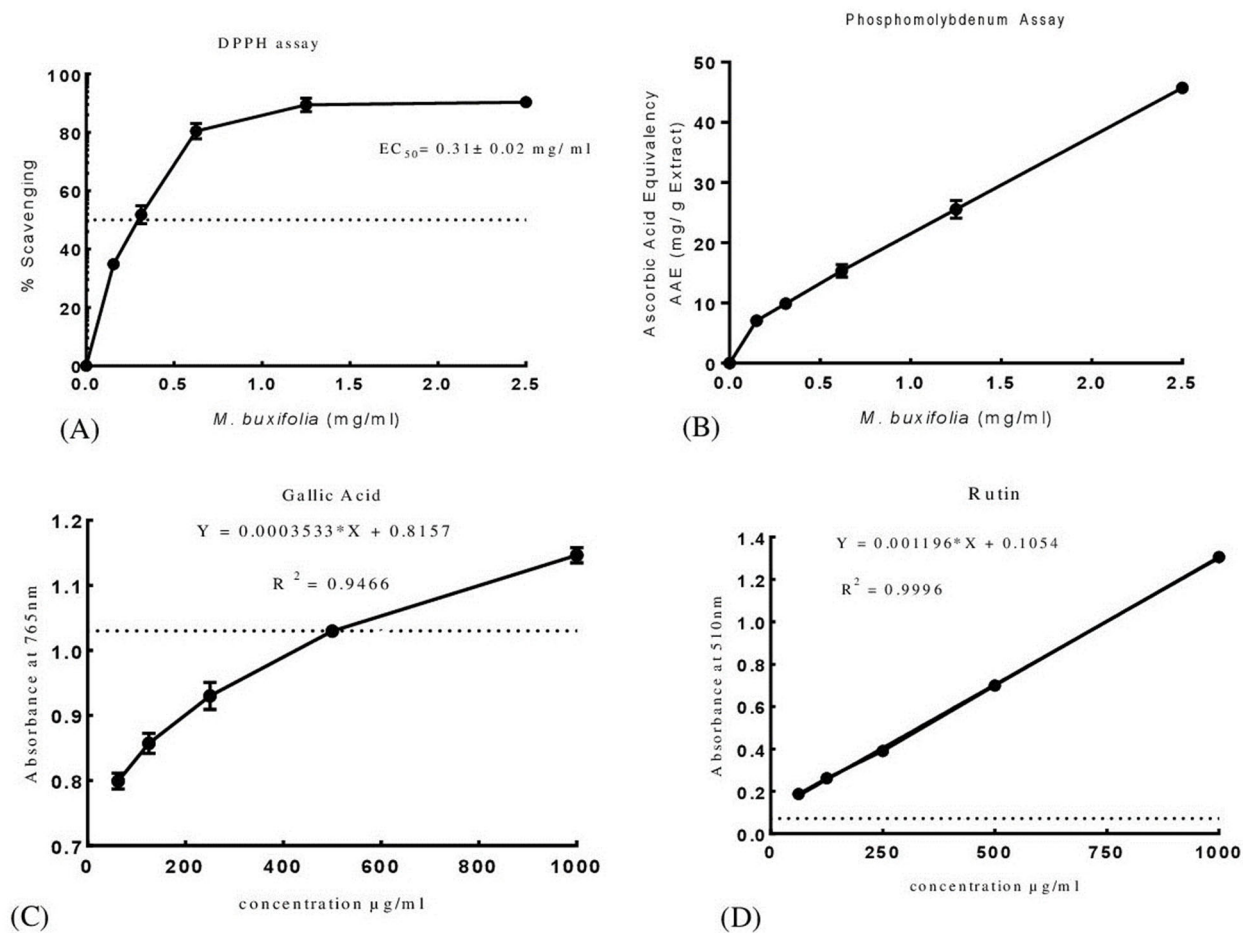 DPPH assay
100
80
60
40
20
0
% Scavenging
EC50= 0.31± 0.02 mg/ ml
0.0 0.5 1.0 1.5 2.0 2.5
M. buxifolia (mg/ml)
(A)
Phosphomolybdenum Assay
50
40
30
20
10
0
Ascorbic Acid Equivalency
AAE (mg/ g Extract)
0.0 0.5 1.0 1.5 2.0 2.5
M. buxifolia (mg/ml)
(B)
Gallic Acid
Y = 0.0003533*X + 0.8157
R 2 = 0.9466
1.2
1.1
1.0
0.9
0.8
0.7
Absorbance at 765nm
0 200 400 600 800 1000
concentration µg/ml
(C)
Rutin
Y = 0.001196*X + 0.1054
R2 = 0.9996
1.4
1.2
1.0
0.8
0.6
0.4
0.2
0.0
Absorbance at 510nm
0 250 500 750 1000
concentration µg/ml
(D)